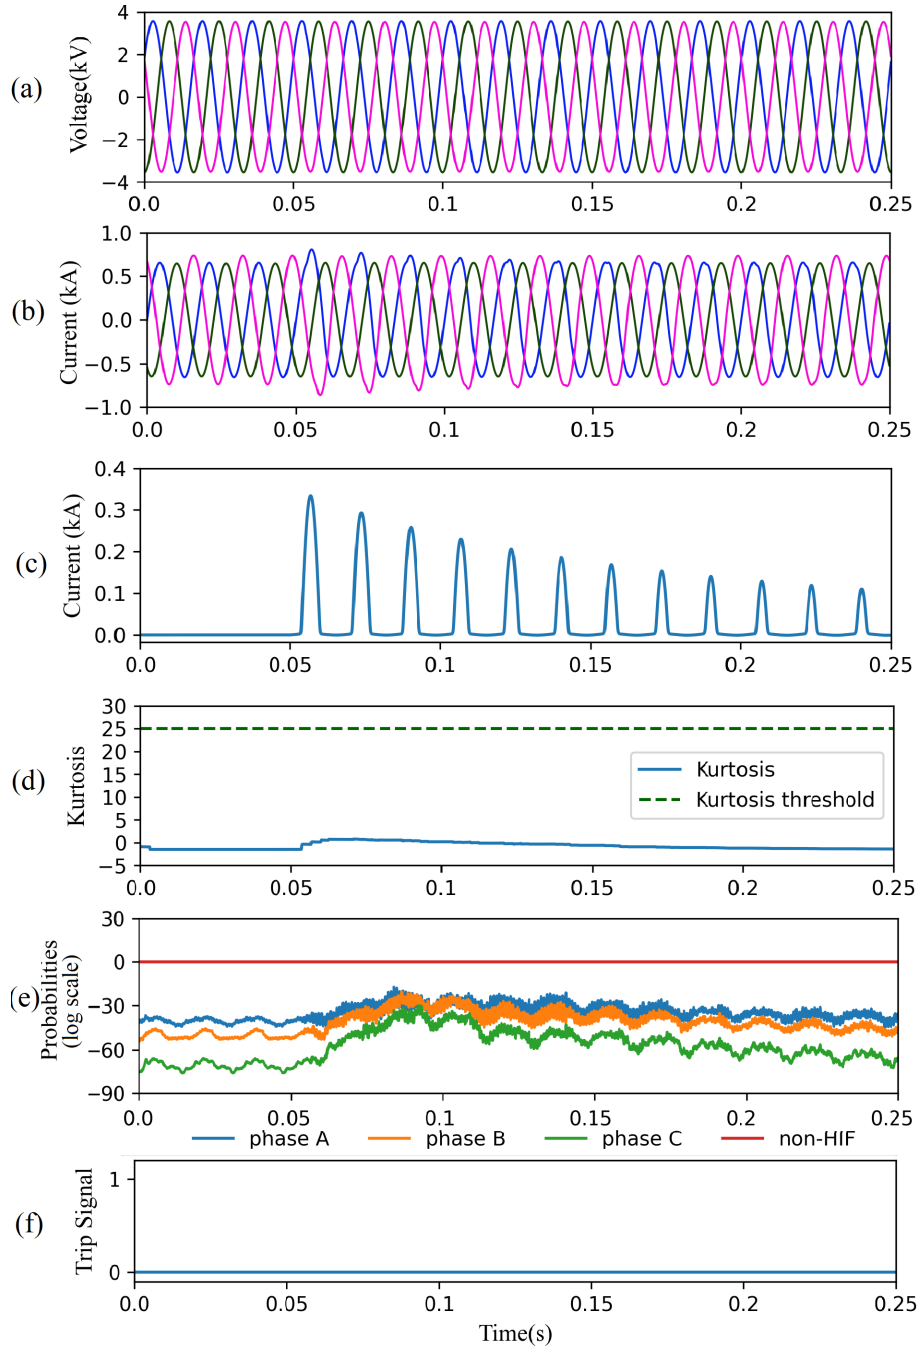 (a)
Voltage(kV)
4
2
0
−2
−4
0.0 0.05 0.1 0.15 0.2 0.25
(b)
Current (kA)
1.0
0.5
0.0
−0.5
−1.0
0.0 0.05 0.1 0.15 0.2 0.25
(c)
Current (kA)
0.4
0.3
0.2
0.1
0.0
0.0 0.05 0.1 0.15 0.2 0.25
(d)
Kurtosis
30
25
20
15
10
5
0
−5
Kurtosis
Kurtosis threshold
0.0 0.05 0.1 0.15 0.2 0.25
(e)
Probabilities
(log scale)
30
0
−30
−60
−90
0.0 0.05 0.1 0.15 0.2 0.25
phase A phase B phase C non-HIF
(f)
Trip Signal
1
0
0.0 0.05 0.1 0.15 0.2 0.25
Time(s)